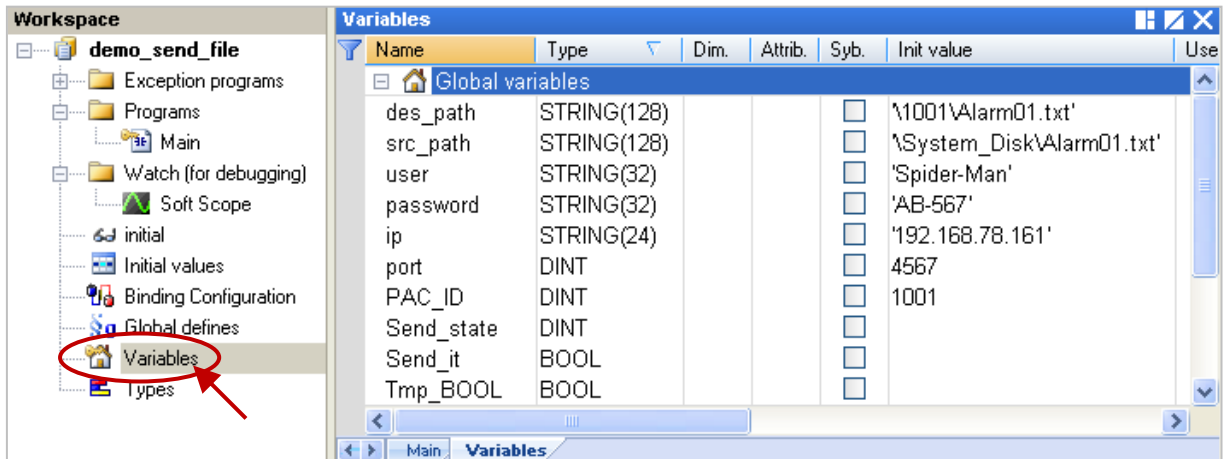 Workspace
demo_send_file
Exception programs
Programs
Main
Watch (for debugging)
Soft Scope
initial
Initial values
Binding Configuration
Global defines
Variables
Types
Variables
Name Type Dim. Attrib. Syb. Init value Use
Global variables
des_path STRING(128) '\1001\Alarm01.txt'
src_path STRING(128) '\System_Disk\Alarm01.txt'
user STRING(32) 'Spider-Man'
password STRING(32) 'AB-567'
ip STRING(24) '192.168.78.161'
port DINT 4567
PAC_ID DINT 1001
Send_state DINT
Send_it BOOL
Tmp_BOOL BOOL
Main Variables